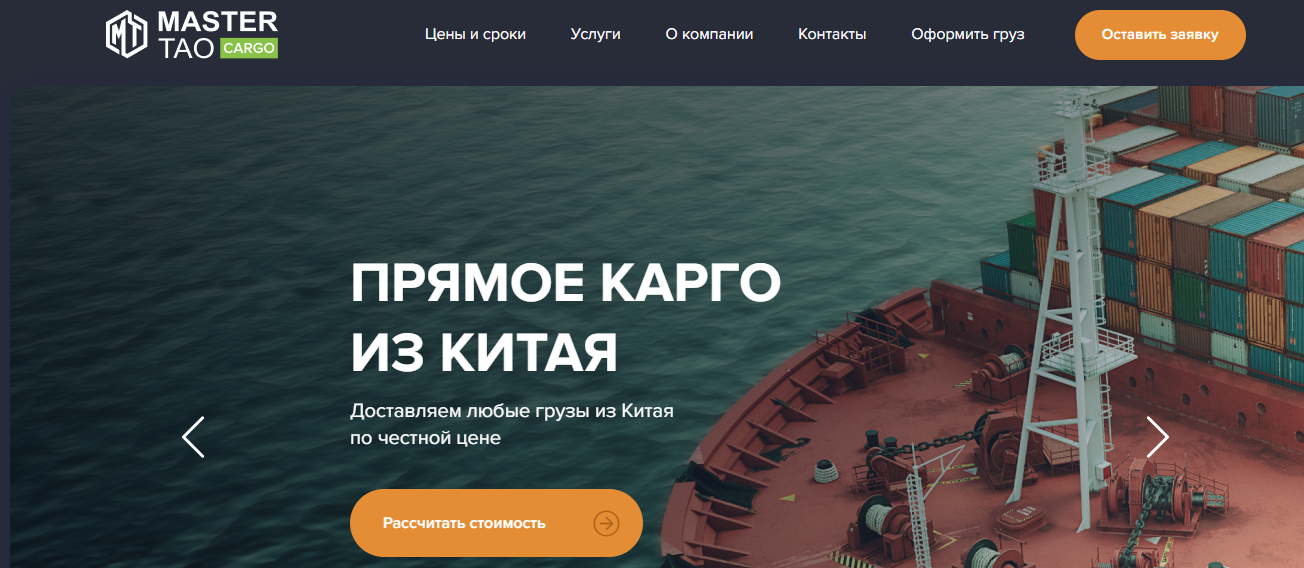 MASTER
TAO CARGO
Цены и сроки
Услуги
О компании
Контакты
Оформить груз
Оставить заявку
ПРЯМОЕ КАРГО
ИЗ КИТАЯ
Доставляем любые грузы из Китая
по честной цене
Рассчитать стоимость